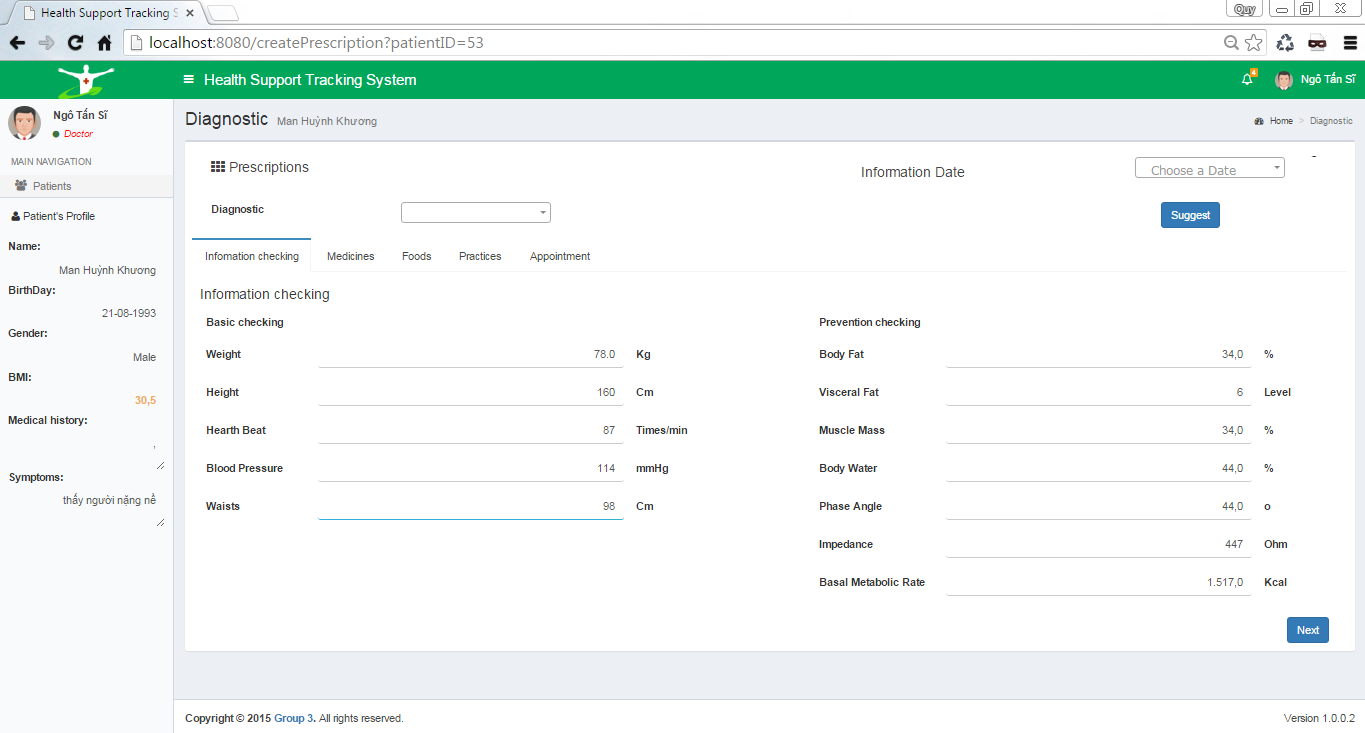 Health Support Tracking S
Quy
localhost:8080/createPrescription?patientID=53
Health Support Tracking System
4
Ngô Tấn Sĩ
Ngô Tấn Sĩ
Doctor
MAIN NAVIGATION
Patients
Patient's Profile
Name:
Man Huỳnh Khương
BirthDay:
21-08-1993
Gender:
Male
BMI:
30,5
Medical history:
,
Symptoms:
thấy người nặng nề
Diagnostic Man Huỳnh Khương
Home > Diagnostic
Prescriptions
Information Date
Choose a Date
-
Diagnostic
Suggest
Infomation checking Medicines Foods Practices Appointment
Information checking
Basic checking
Weight 78.0 Kg
Height 160 Cm
Hearth Beat 87 Times/min
Blood Pressure 114 mmHg
Waists 98 Cm
Prevention checking
Body Fat 34,0 %
Visceral Fat 6 Level
Muscle Mass 34,0 %
Body Water 44,0 %
Phase Angle 44,0 o
Impedance 447 Ohm
Basal Metabolic Rate 1.517,0 Kcal
Next
Copyright © 2015 Group 3. All rights reserved.
Version 1.0.0.2